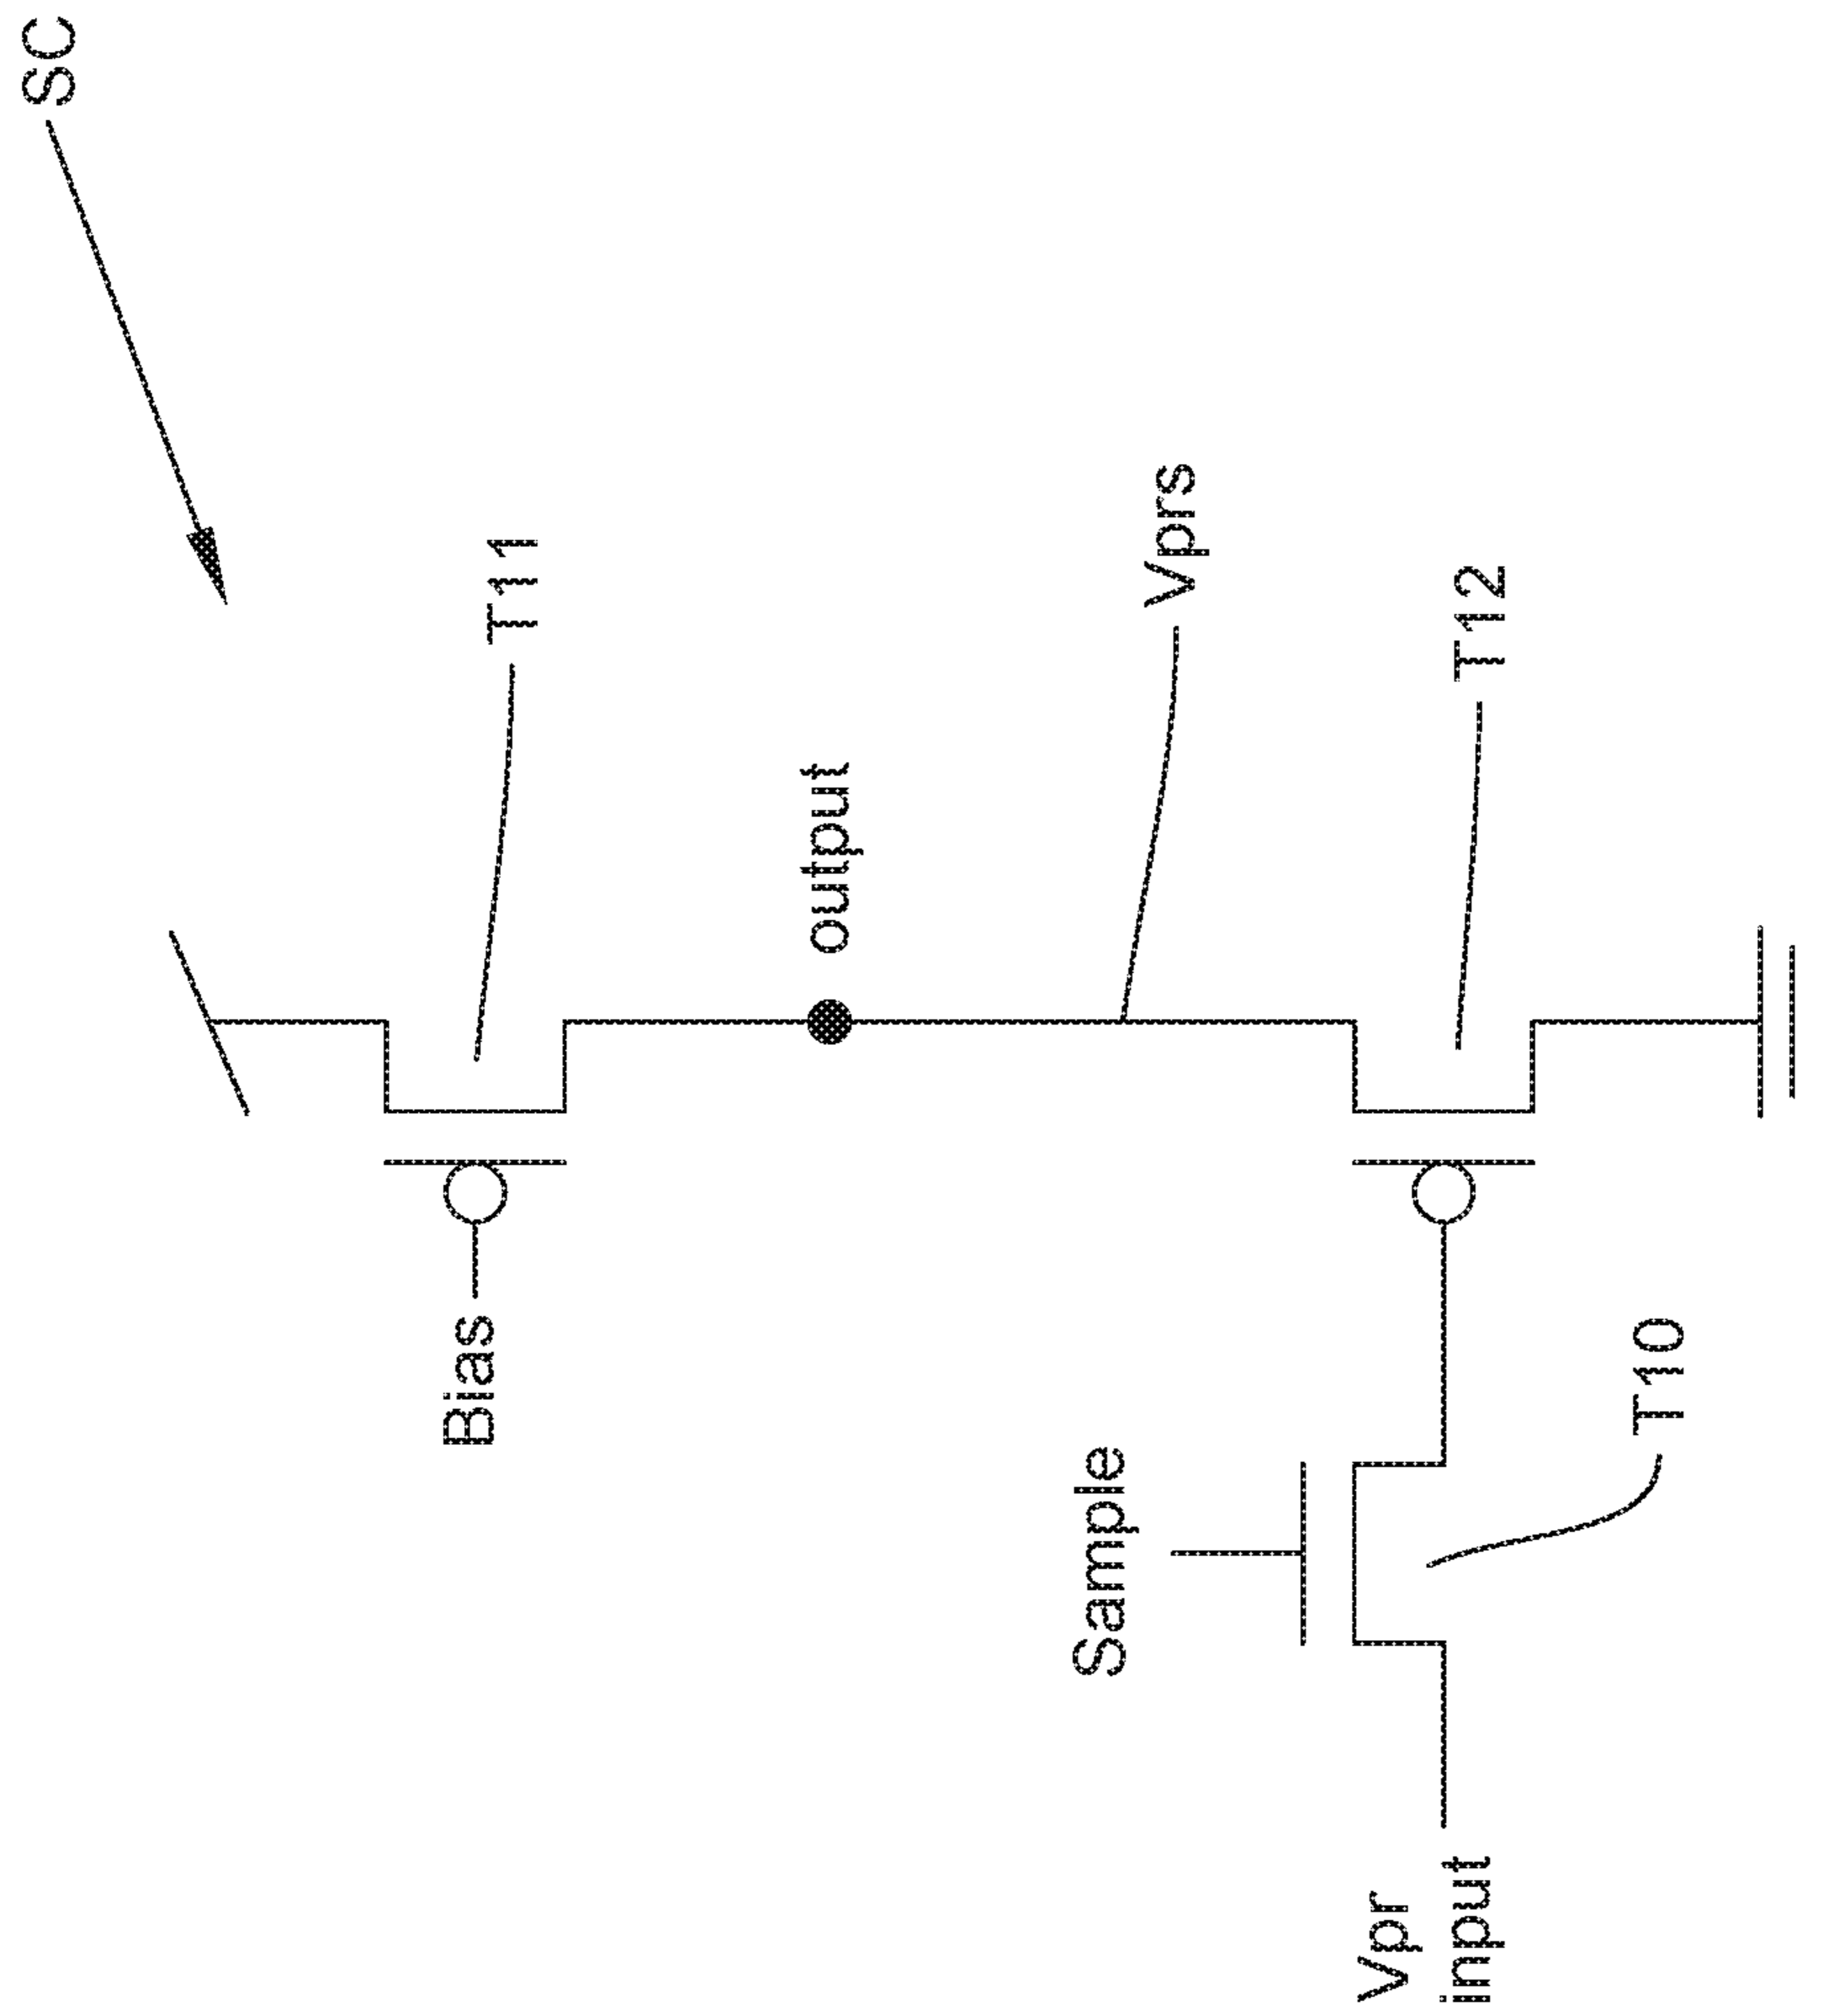 SC
T11
Bias
output
Vprs
T12
Sample
T10
Vpr
input